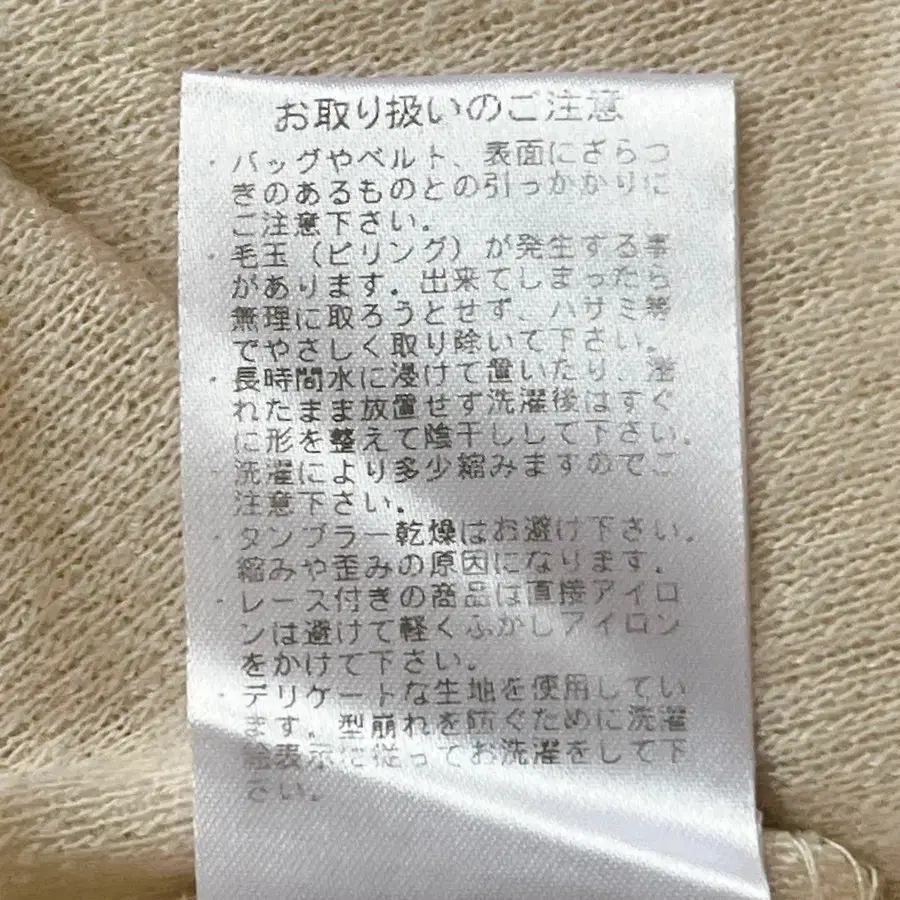 お取り扱いのご注意
・バッグやベルト、表面にざらつ
きのあるものとの引っかかりに
ご注意下さい。
・毛玉（ピリング）が発生する事
があります。出来てしまったら
無理に取ろうとせず、ハサミ等
でやさしく取り除いて下さい。
・長時間水に浸けて置いたり、濡
れたまま放置せず洗濯後はすぐ
に形を整えて陰干しして下さい。
・洗濯により多少縮みますのでご
注意下さい。
・タンブラー乾燥はお避け下さい。
縮みや歪みの原因になります。
・レース付きの商品は直接アイロ
ンは避けて軽くふかしアイロン
をかけて下さい。
・デリケートな生地を使用してい
ます。型崩れを防ぐために洗濯
絵表示に従ってお洗濯をして下
さい。